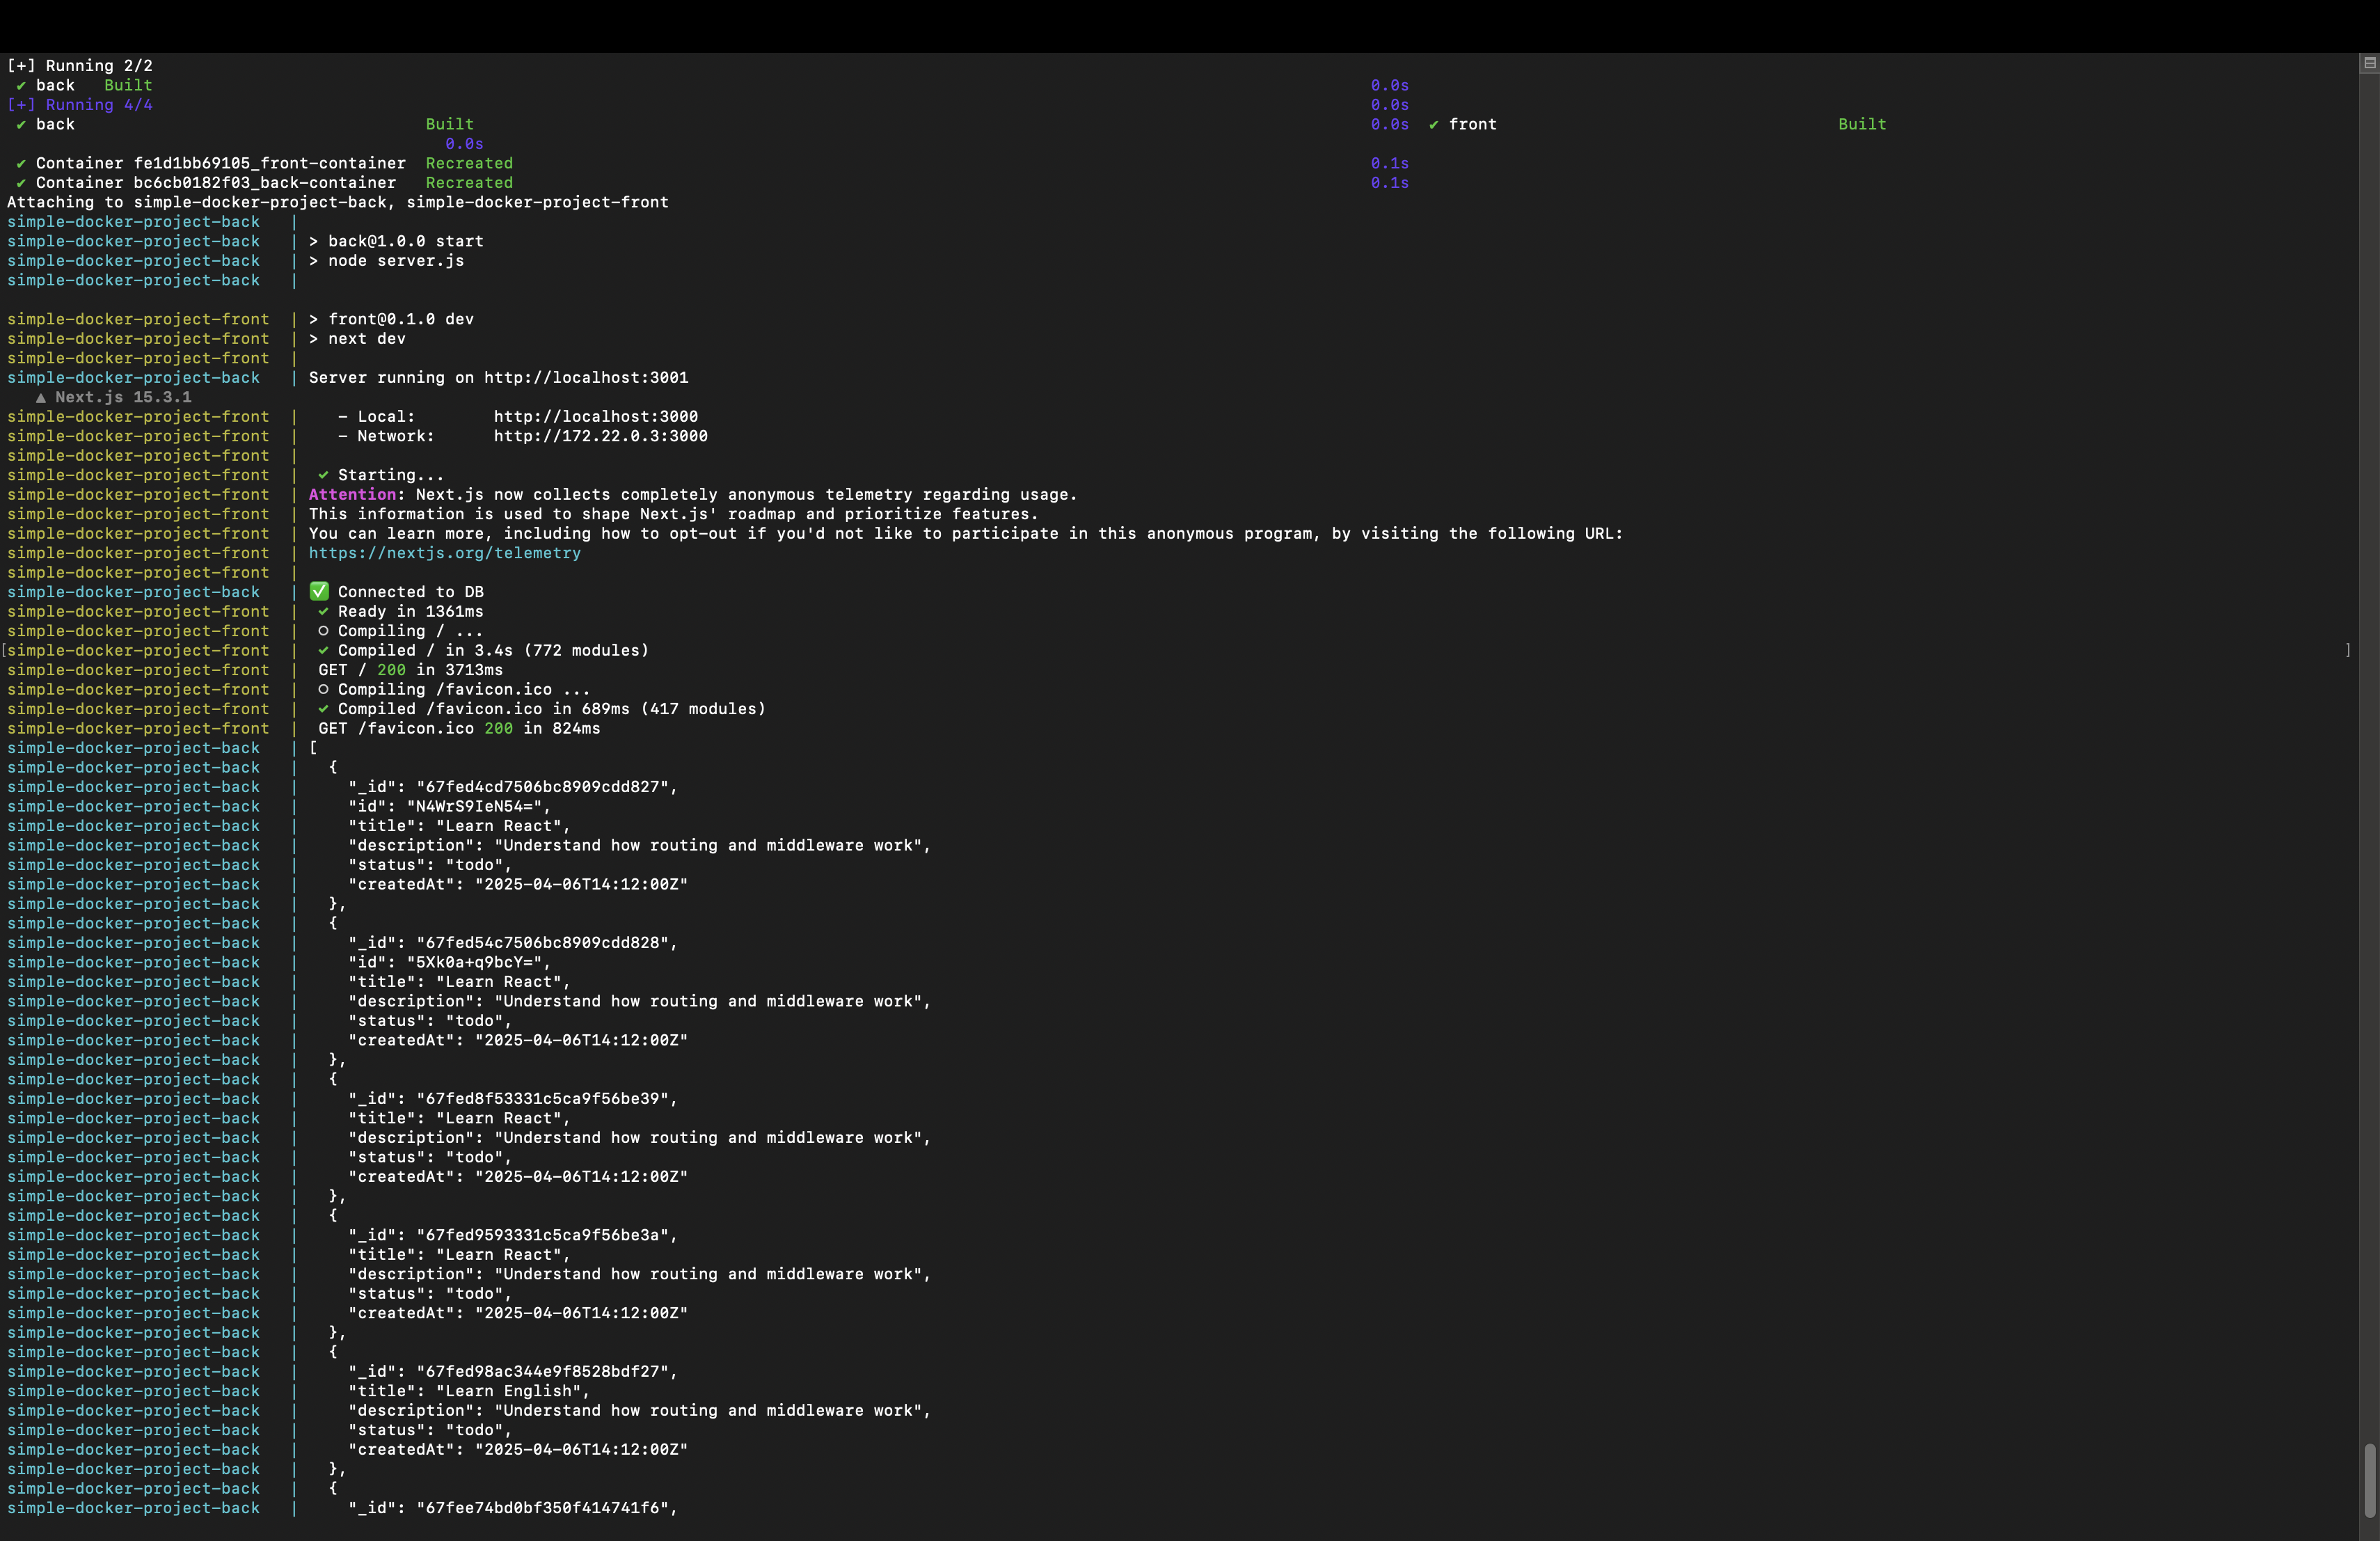 [+] Running 2/2
✔ back   Built 0.0s
[+] Running 4/4 0.0s
✔ back Built 0.0s ✔ front Built
0.0s
✔ Container fe1d1bb69105_front-container  Recreated 0.1s
✔ Container bc6cb0182f03_back-container   Recreated 0.1s
Attaching to simple-docker-project-back, simple-docker-project-front
simple-docker-project-back   |
simple-docker-project-back   | > back@1.0.0 start
simple-docker-project-back   | > node server.js
simple-docker-project-back   |
simple-docker-project-front  | > front@0.1.0 dev
simple-docker-project-front  | > next dev
simple-docker-project-front  |
simple-docker-project-back   | Server running on http://localhost:3001
▲ Next.js 15.3.1
simple-docker-project-front  |    - Local:        http://localhost:3000
simple-docker-project-front  |    - Network:      http://172.22.0.3:3000
simple-docker-project-front  |
simple-docker-project-front  |  ✓ Starting...
simple-docker-project-front  | Attention: Next.js now collects completely anonymous telemetry regarding usage.
simple-docker-project-front  | This information is used to shape Next.js' roadmap and prioritize features.
simple-docker-project-front  | You can learn more, including how to opt-out if you'd not like to participate in this anonymous program, by visiting the following URL:
simple-docker-project-front  | https://nextjs.org/telemetry
simple-docker-project-front  |
simple-docker-project-back   | ✅ Connected to DB
simple-docker-project-front  |  ✓ Ready in 1361ms
simple-docker-project-front  |  ○ Compiling / ...
[simple-docker-project-front  |  ✓ Compiled / in 3.4s (772 modules) ]
simple-docker-project-front  |  GET / 200 in 3713ms
simple-docker-project-front  |  ○ Compiling /favicon.ico ...
simple-docker-project-front  |  ✓ Compiled /favicon.ico in 689ms (417 modules)
simple-docker-project-front  |  GET /favicon.ico 200 in 824ms
simple-docker-project-back   | [
simple-docker-project-back   |   {
simple-docker-project-back   |     "_id": "67fed4cd7506bc8909cdd827",
simple-docker-project-back   |     "id": "N4WrS9IeN54=",
simple-docker-project-back   |     "title": "Learn React",
simple-docker-project-back   |     "description": "Understand how routing and middleware work",
simple-docker-project-back   |     "status": "todo",
simple-docker-project-back   |     "createdAt": "2025-04-06T14:12:00Z"
simple-docker-project-back   |   },
simple-docker-project-back   |   {
simple-docker-project-back   |     "_id": "67fed54c7506bc8909cdd828",
simple-docker-project-back   |     "id": "5Xk0a+q9bcY=",
simple-docker-project-back   |     "title": "Learn React",
simple-docker-project-back   |     "description": "Understand how routing and middleware work",
simple-docker-project-back   |     "status": "todo",
simple-docker-project-back   |     "createdAt": "2025-04-06T14:12:00Z"
simple-docker-project-back   |   },
simple-docker-project-back   |   {
simple-docker-project-back   |     "_id": "67fed8f53331c5ca9f56be39",
simple-docker-project-back   |     "title": "Learn React",
simple-docker-project-back   |     "description": "Understand how routing and middleware work",
simple-docker-project-back   |     "status": "todo",
simple-docker-project-back   |     "createdAt": "2025-04-06T14:12:00Z"
simple-docker-project-back   |   },
simple-docker-project-back   |   {
simple-docker-project-back   |     "_id": "67fed9593331c5ca9f56be3a",
simple-docker-project-back   |     "title": "Learn React",
simple-docker-project-back   |     "description": "Understand how routing and middleware work",
simple-docker-project-back   |     "status": "todo",
simple-docker-project-back   |     "createdAt": "2025-04-06T14:12:00Z"
simple-docker-project-back   |   },
simple-docker-project-back   |   {
simple-docker-project-back   |     "_id": "67fed98ac344e9f8528bdf27",
simple-docker-project-back   |     "title": "Learn English",
simple-docker-project-back   |     "description": "Understand how routing and middleware work",
simple-docker-project-back   |     "status": "todo",
simple-docker-project-back   |     "createdAt": "2025-04-06T14:12:00Z"
simple-docker-project-back   |   },
simple-docker-project-back   |   {
simple-docker-project-back   |     "_id": "67fee74bd0bf350f414741f6",